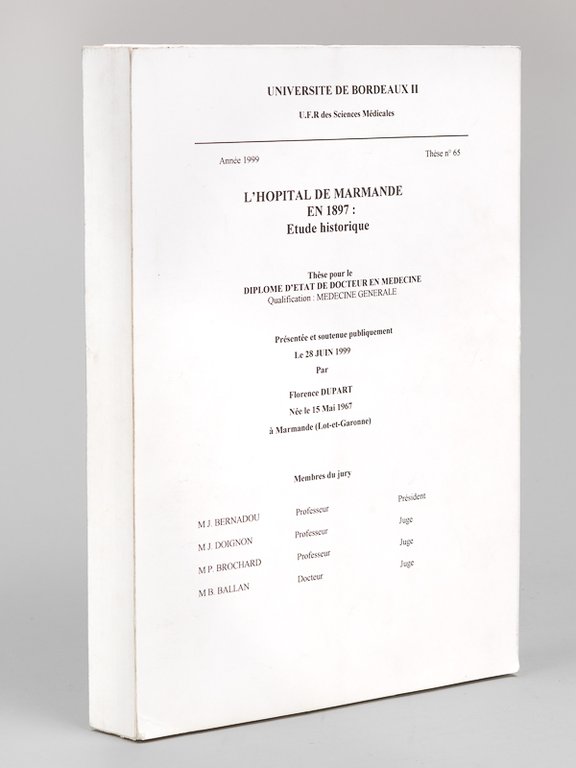 UNIVERSITE DE BORDEAUX II
U.F.R des Sciences Médicales
Année 1999 Thèse n° 65
L'HOPITAL DE MARMANDE
EN 1897 :
Etude historique
Thèse pour le
DIPLOME D'ETAT DE DOCTEUR EN MEDECINE
Qualification : MEDECINE GENERALE
Présentée et soutenue publiquement
Le 28 JUIN 1999
Par
Florence DUPART
Née le 15 Mai 1967
à Marmande (Lot-et-Garonne)
Membres du jury
M J. BERNADOU Professeur Président
M J. DOIGNON Professeur Juge
M P. BROCHARD Professeur Juge
M B. BALLAN Docteur Juge